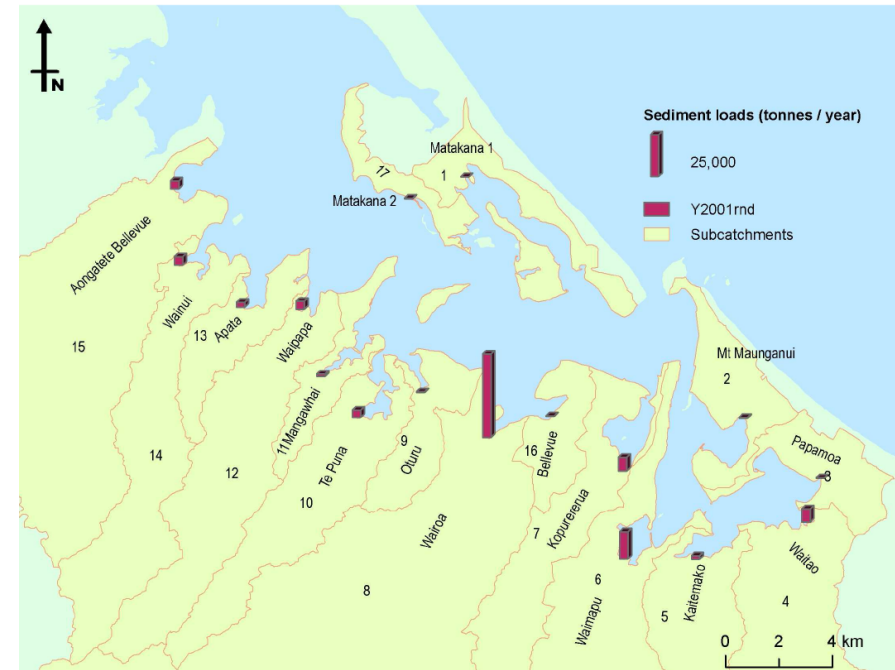 N
Sediment loads (tonnes / year)
25,000
Y2001rnd
Subcatchments
Matakana 1
1
17
Matakana 2
Aongatete Bellevue
15
Wainui
13
Apata
Waipapa
14
12
11
Mangawhai
Te Puna
10
9
Oturu
Wairoa
8
16
Bellevue
7
Kopurererua
6
Waimapu
5
Kaitemako
4
Waitao
Mt Maunganui
2
Papamoa
3
0 2 4 km